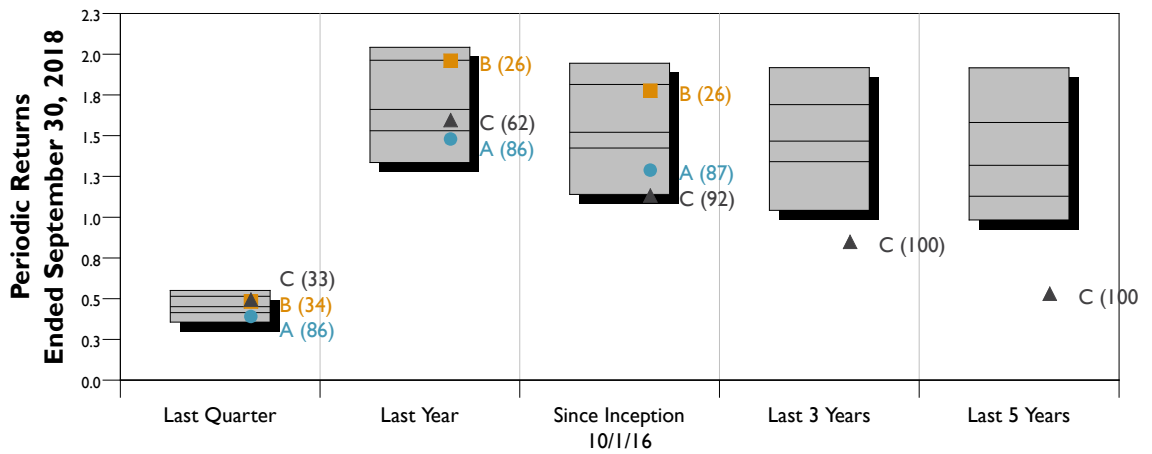 Periodic Returns
Ended September 30, 2018
2.3
2.0
1.8
1.5
1.3
1.0
0.8
0.5
0.3
0.0
C (33)
B (34)
A (86)
B (26)
C (62)
A (86)
B (26)
A (87)
C (92)
C (100)
C (100
Last Quarter
Last Year
Since Inception
10/1/16
Last 3 Years
Last 5 Years